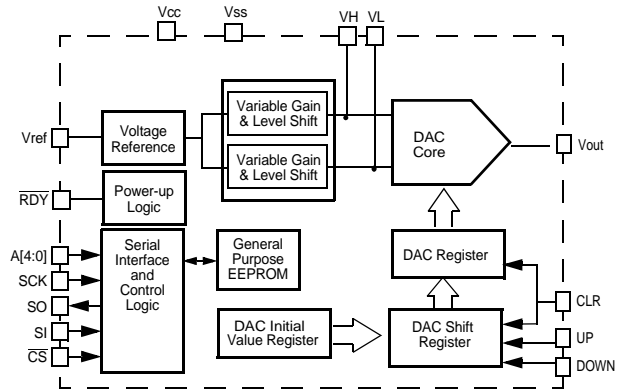 Vcc
Vss
VH
VL
Variable Gain
& Level Shift
Vref
Voltage
Reference
DAC
Core
Vout
Variable Gain
& Level Shift
RDY
Power-up
Logic
A[4:0]
SCK
SO
SI
CS
Serial
Interface
and
Control
Logic
General
Purpose
EEPROM
DAC Register
DAC Initial
Value Register
DAC Shift
Register
CLR
UP
DOWN